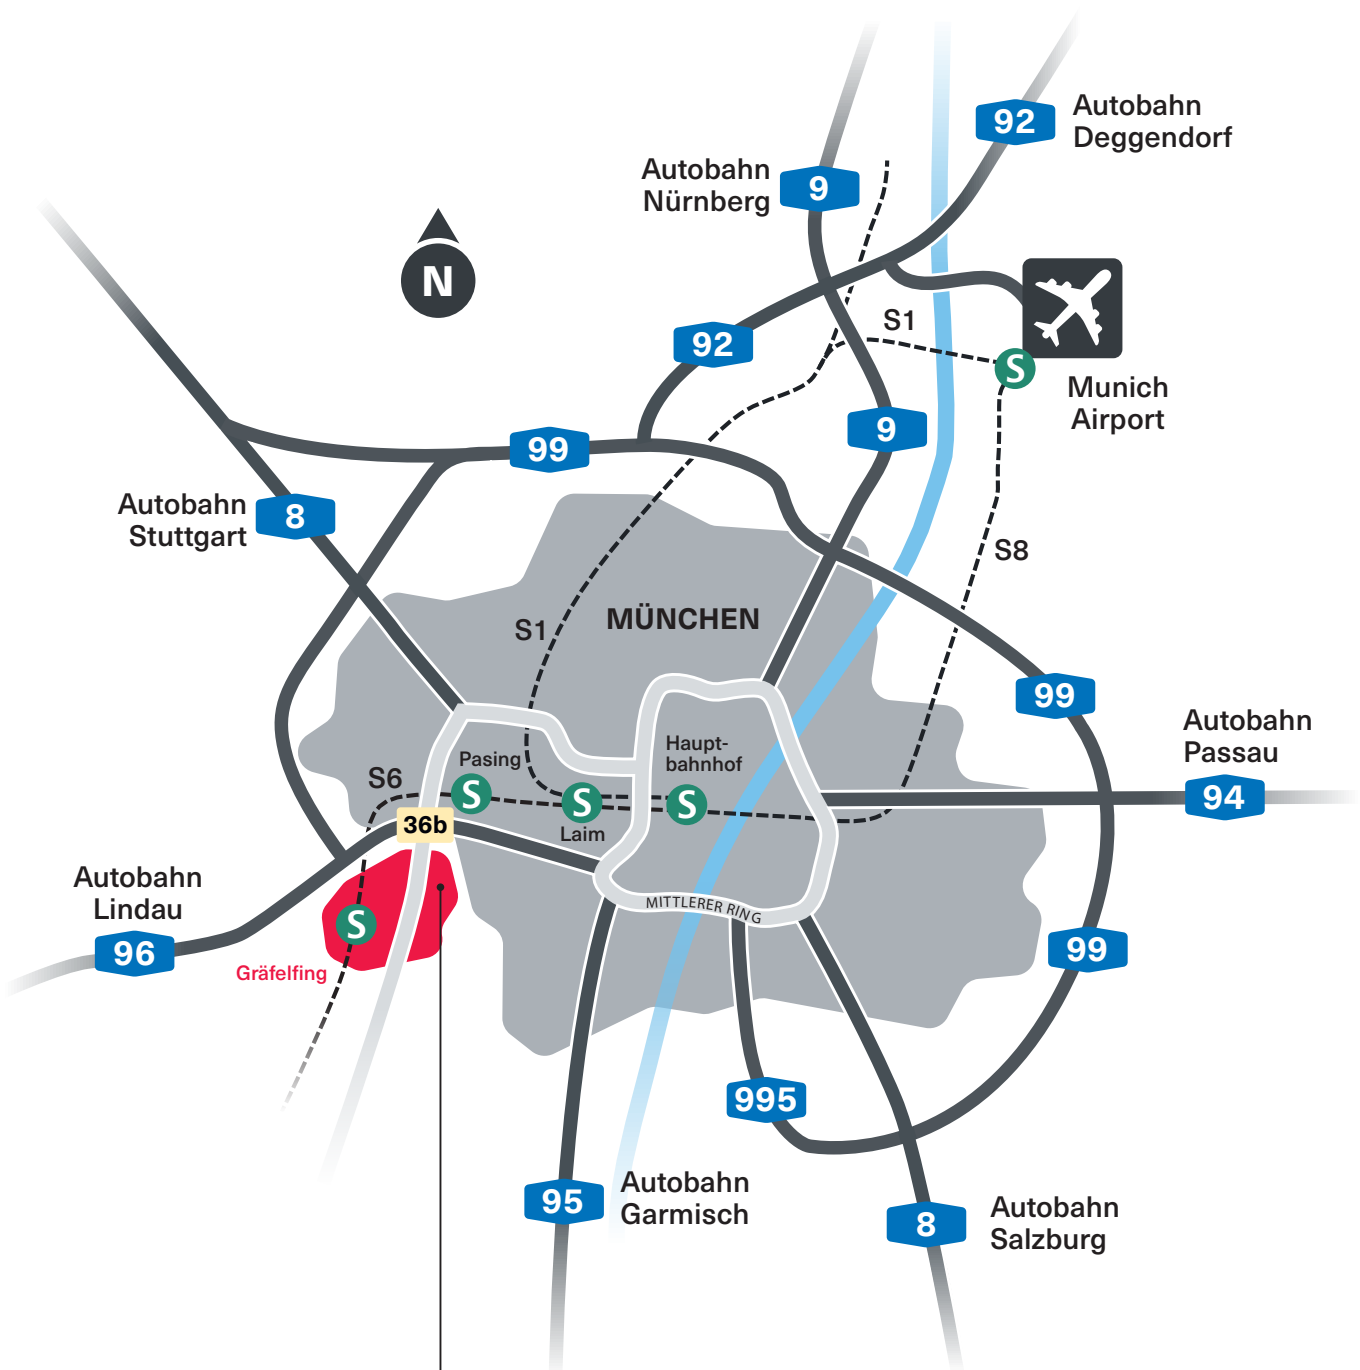 92
Autobahn
Deggendorf
Autobahn
Nürnberg
9
N
S1
92
S
Munich
Airport
9
99
Autobahn
Stuttgart
8
S8
MÜNCHEN
S1
99
Autobahn
Passau
94
Haupt-
bahnhof
Pasing
S6
S
S
S
Laim
36b
Autobahn
Lindau
96
S
Gräfelfing
MITTLERER RING
99
995
95
Autobahn
Garmisch
8
Autobahn
Salzburg